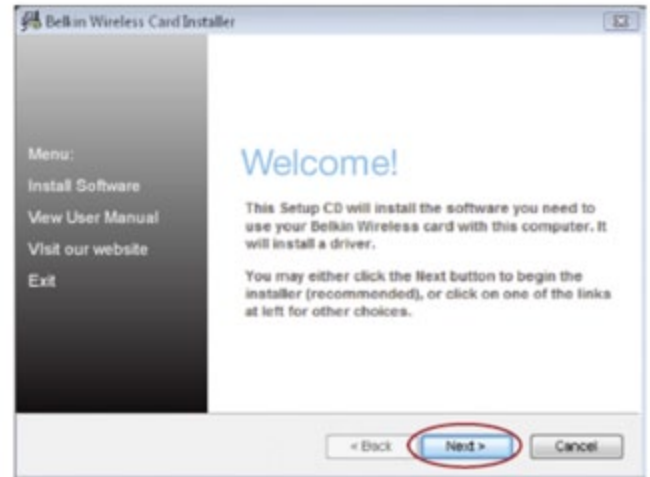 Belkin Wireless Card Installer
Menu:
Install Software
View User Manual
VIsit our website
Exit
Welcome!
This Setup CD will install the software you need to
use your Belkin Wireless card with this computer. It
will install a driver.
You may either click the Next button to begin the
installer (recommended), or click on one of the links
at left for other choices.
< Back
Next >
Cancel